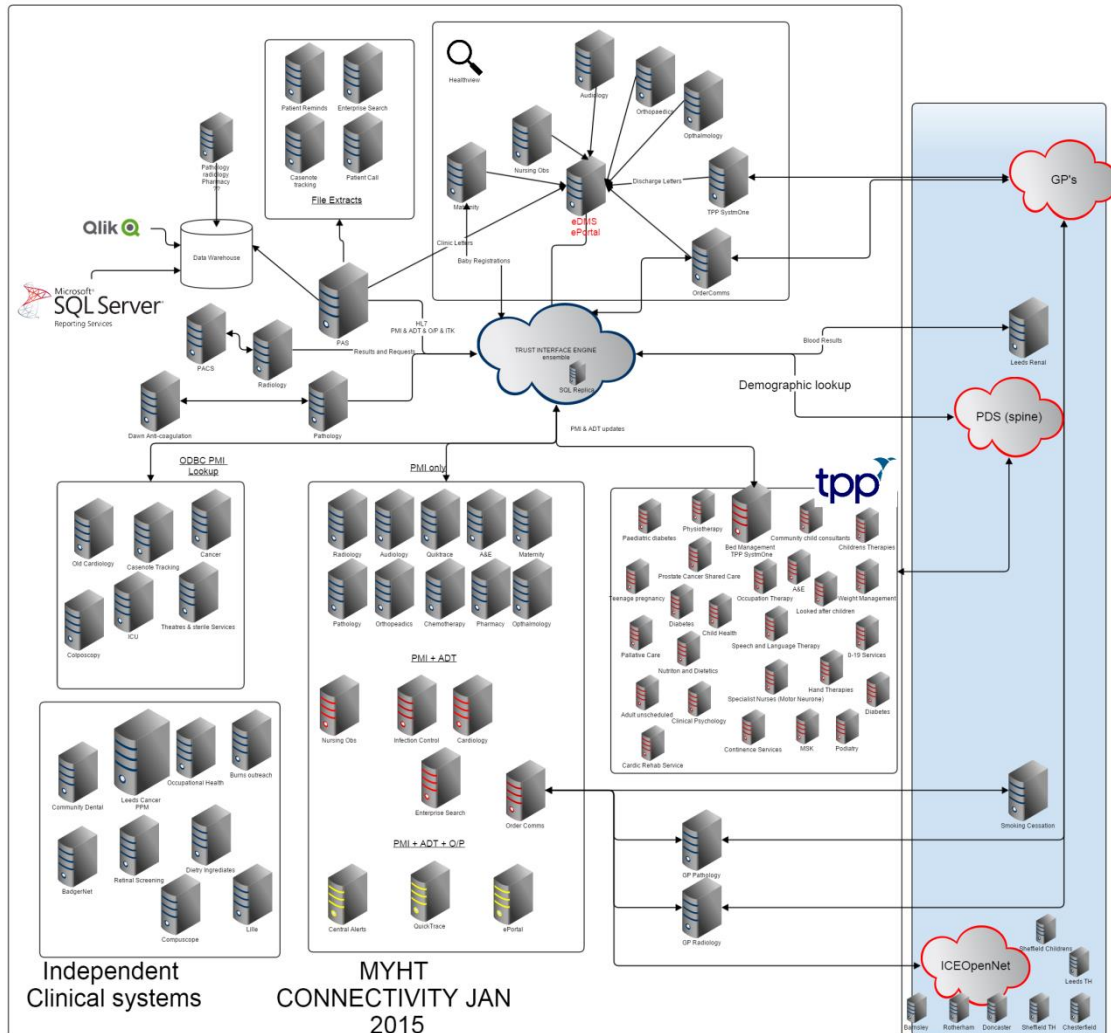 Patient Reminds
Enterprise Search
Casenote
tracking
Patient Call
File Extracts
Healthview
Audiology
Orthopaedics
Opthalmology
Nursing Obs
Maternity
eDMS
ePortal
Discharge Letters
TPP SystmOne
Clinic Letters
Baby Registrations
OrderComms
Pathology
radiology
Pharmacy
Qlik Q
Data Warehouse
Microsoft
SQL Server
Reporting Services
PAS
HL7
PMI & ADT & O/P & ITK
PACS
Radiology
Results and Requests
Dawn Anti-coagulation
Pathology
TRUST INTERFACE ENGINE
ensemble
SQL Replica
GP's
Blood Results
Leeds Renal
Demographic lookup
PDS (spine)
PMI & ADT updates
ODBC PMI
Lookup
Old Cardiology
Casenote Tracking
Cancer
Colposcopy
ICU
Theatres & sterile Services
PMI only
Radiology
Audiology
Quiktrace
A&E
Maternity
Pathology
Orthopeadics
Chemotherapy
Pharmacy
Opthalmology
PMI + ADT
Nursing Obs
Infection Control
Cardiology
Enterprise Search
Order Comms
PMI + ADT + O/P
Central Alerts
QuickTrace
ePortal
tpp
Paediatric diabetes
Physiotherapy
Bed Management
TPP SystmOne
Community child consultants
Childrens Therapies
Prostate Cancer Shared Care
Teenage pregnancy
Occupation Therapy
A&E
Looked after children
Weight Management
Diabetes
Child Health
Pallative Care
Speech and Language Therapy
0-19 Services
Nutriton and Dietetics
Specialist Nurses (Motor Neurone)
Hand Therapies
Diabetes
Adult unscheduled
Clinical Psychology
Continence Services
MSK
Podiatry
Cardic Rehab Service
Community Dental
Leeds Cancer
PPM
Occupational Health
Burns outreach
BadgerNet
Retinal Screening
Dietry Ingrediates
Compuscope
Lille
Smoking Cessation
GP Pathology
GP Radiology
ICEOpenNet
Sheffield Childrens
Leeds TH
Barnsley
Rotherham
Doncaster
Sheffield TH
Chesterfield
Independent
Clinical systems
MYHT
CONNECTIVITY JAN
2015